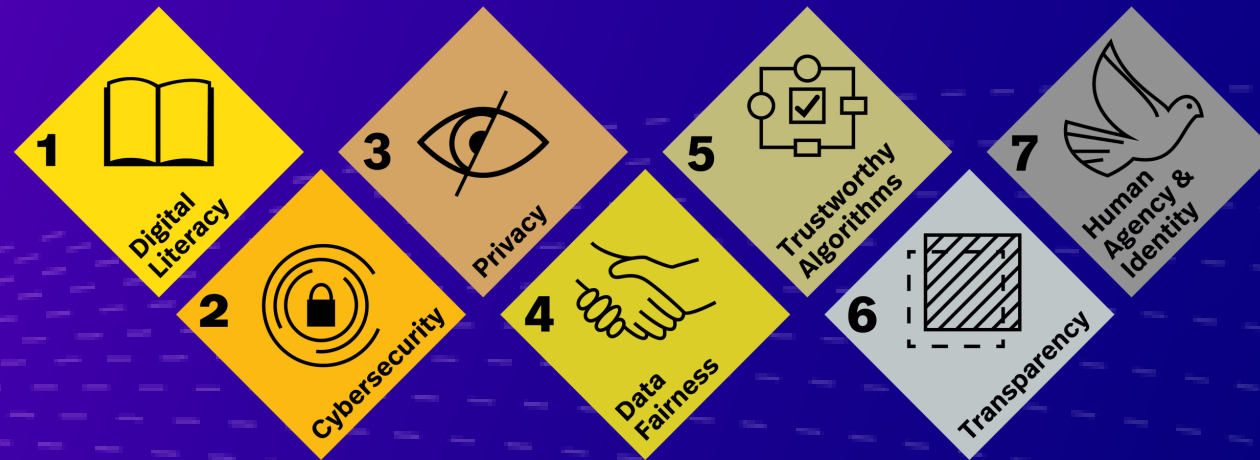 1
Digital
Literacy
2
Cybersecurity
3
Privacy
4
Data
Fairness
5
Trustworthy
Algorithms
6
Transparency
7
Human
Agency &
Identity